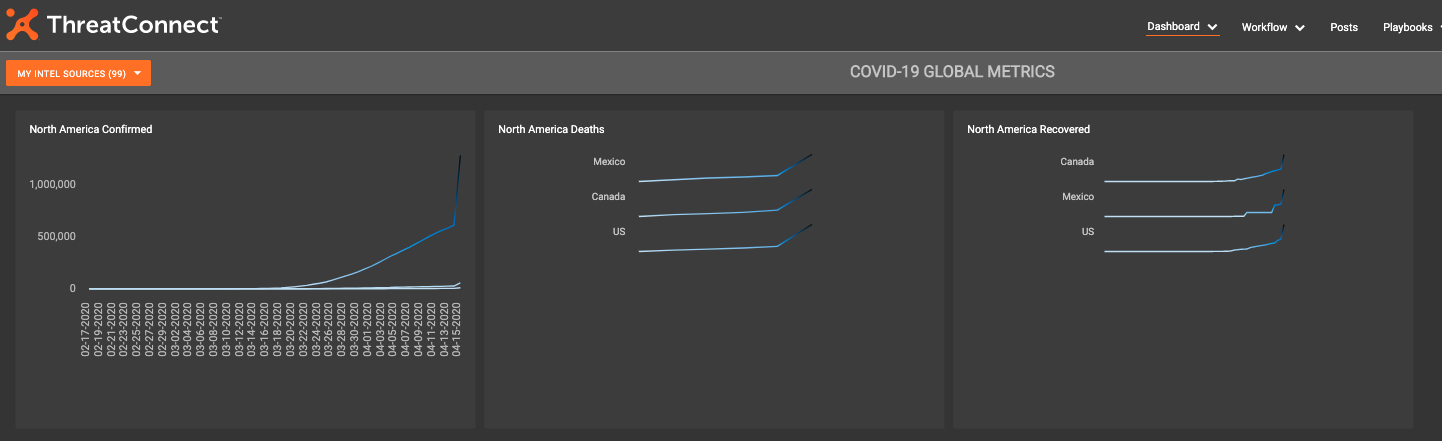 ThreatConnect™
Dashboard
Workflow
Posts
Playbooks
MY INTEL SOURCES (99)
COVID-19 GLOBAL METRICS
North America Confirmed
1,000,000
500,000
0
02-17-2020
02-19-2020
02-21-2020
02-23-2020
02-25-2020
02-27-2020
02-29-2020
03-02-2020
03-04-2020
03-06-2020
03-08-2020
03-10-2020
03-12-2020
03-14-2020
03-16-2020
03-18-2020
03-20-2020
03-22-2020
03-24-2020
03-26-2020
03-28-2020
03-30-2020
04-01-2020
04-03-2020
04-05-2020
04-07-2020
04-09-2020
04-11-2020
04-13-2020
04-15-2020
North America Deaths
Mexico
Canada
US
North America Recovered
Canada
Mexico
US